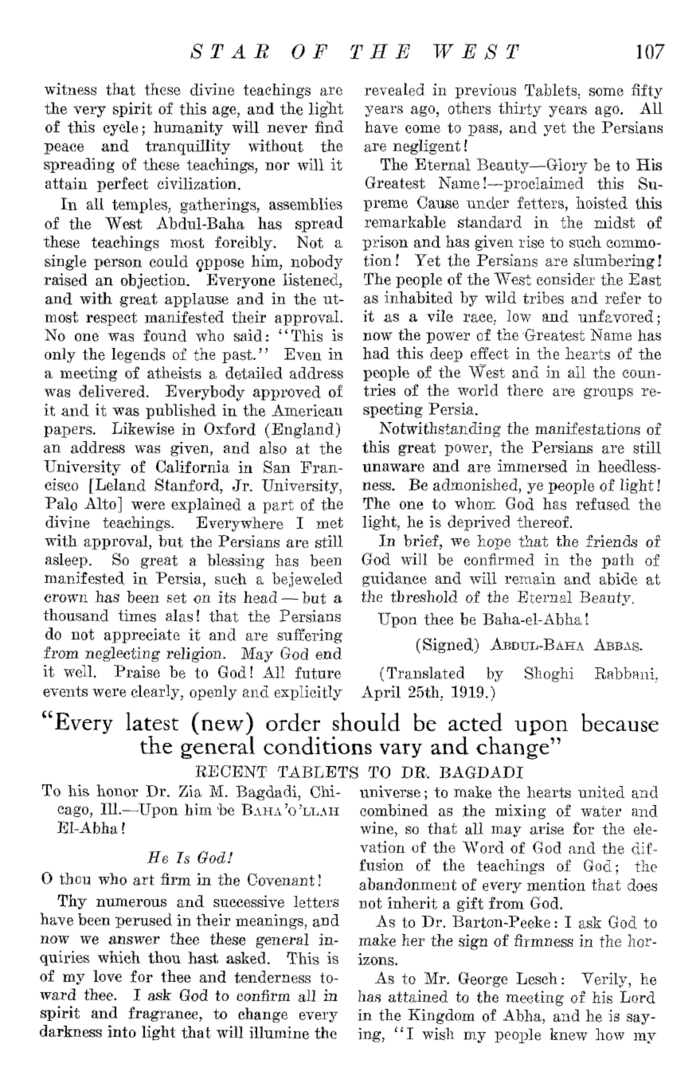 STAR OF THE WEST 107
witness that these divine teachings are
the very spirit of this age, and the light
of this cycle; humanity will never find
peace and tranquillity without the
spreading of these teachings, nor will it
attain perfect civilization.
In all temples, gatherings, assemblies
of the West Abdul-Baha has spread
these teachings most forcibly. Not a
single person could oppose him, nobody
raised an objection. Everyone listened,
and with great applause and in the ut-
most respect manifested their approval.
No one was found who said: "This is
only the legends of the past." Even in
a meeting of atheists a detailed address
was delivered. Everybody approved of
it and it was published in the American
papers. Likewise in Oxford (England)
an address was given, and also at the
University of California in San Fran-
cisco [Leland Stanford, Jr. University,
Palo Alto] were explained a part of the
divine teachings. Everywhere I met
with approval, but the Persians are still
asleep. So great a blessing has been
manifested in Persia, such a bejeweled
crown has been set on its head—but a
thousand times alas! that the Persians
do not appreciate it and are suffering
from neglecting religion. May God end
it well. Praise be to God! All future
events were clearly, openly and explicitly
revealed in previous Tablets, some fifty
years ago, others thirty years ago. All
have come to pass, and yet the Persians
are negligent!
The Eternal Beauty—Glory be to His
Greatest Name!—proclaimed this Su-
preme Cause under fetters, hoisted this
remarkable standard in the midst of
prison and has given rise to such commo-
tion! Yet the Persians are slumbering!
The people of the West consider the East
as inhabited by wild tribes and refer to
it as a vile race, low and unfavored;
now the power of the Greatest Name has
had this deep effect in the hearts of the
people of the West and in all the coun-
tries of the world there are groups re-
specting Persia.
Notwithstanding the manifestations of
this great power, the Persians are still
unaware and are immersed in heedless-
ness. Be admonished, ye people of light!
The one to whom God has refused the
light, he is deprived thereof.
In brief, we hope that the friends of
God will be confirmed in the path of
guidance and will remain and abide at
the threshold of the Eternal Beauty.
Upon thee be Baha-el-Abha!
(Signed) ABDUL-BAHA ABBAS.
(Translated by Shoghi Rabbani,
April 25th, 1919.)
"Every latest (new) order should be acted upon because
the general conditions vary and change"
RECENT TABLETS TO DR. BAGDADI
To his honor Dr. Zia M. Bagdadi, Chi-
cago, Ill.—Upon him be BAHA'O'LLAH
El-Abha!
He Is God!
O thou who art firm in the Covenant!
Thy numerous and successive letters
have been perused in their meanings, and
now we answer thee these general in-
quiries which thou hast asked. This is
of my love for thee and tenderness to-
ward thee. I ask God to confirm all in
spirit and fragrance, to change every
darkness into light that will illumine the
universe; to make the hearts united and
combined as the mixing of water and
wine, so that all may arise for the ele-
vation of the Word of God and the dif-
fusion of the teachings of God; the
abandonment of every mention that does
not inherit a gift from God.
As to Dr. Barton-Peeke: I ask God to
make her the sign of firmness in the hor-
izons.
As to Mr. George Lesch: Verily, he
has attained to the meeting of his Lord
in the Kingdom of Abha, and he is say-
ing, "I wish my people knew how my